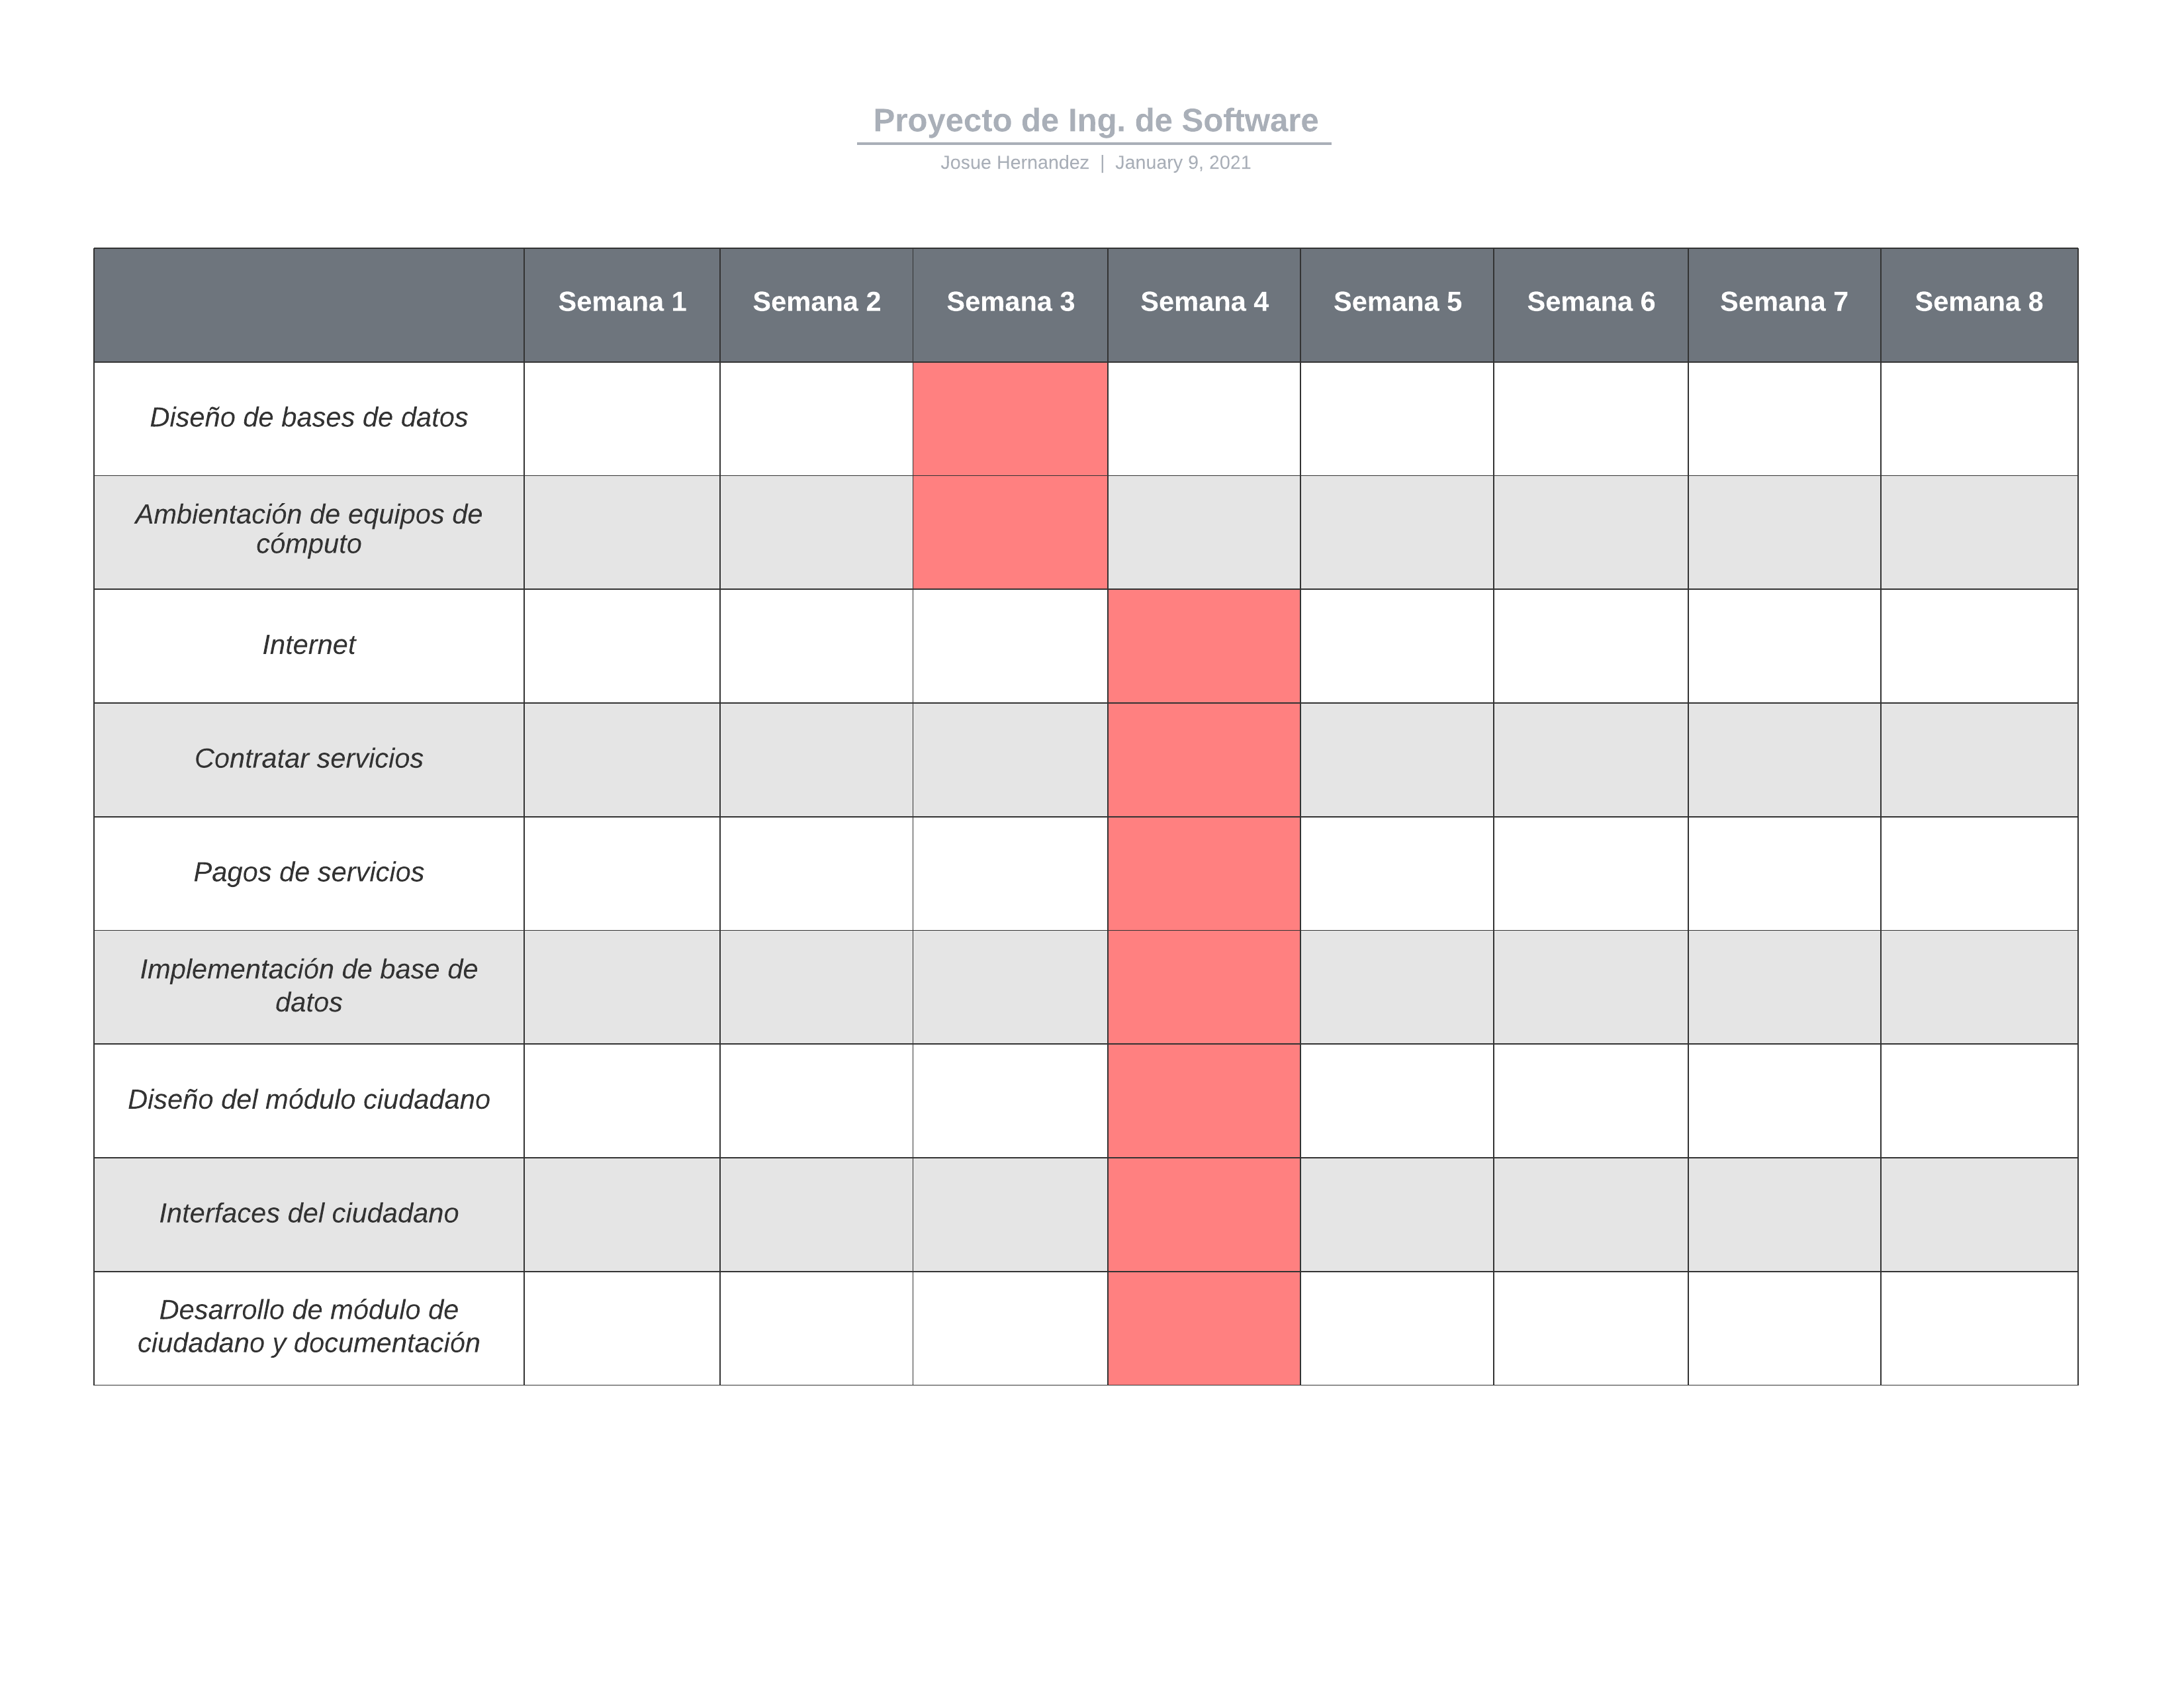 Proyecto de Ing. de Software
Josue Hernandez | January 9, 2021
Semana 1 Semana 2 Semana 3 Semana 4 Semana 5 Semana 6 Semana 7 Semana 8
Diseño de bases de datos
Ambientación de equipos de
cómputo
Internet
Contratar servicios
Pagos de servicios
Implementación de base de
datos
Diseño del módulo ciudadano
Interfaces del ciudadano
Desarrollo de módulo de
ciudadano y documentación